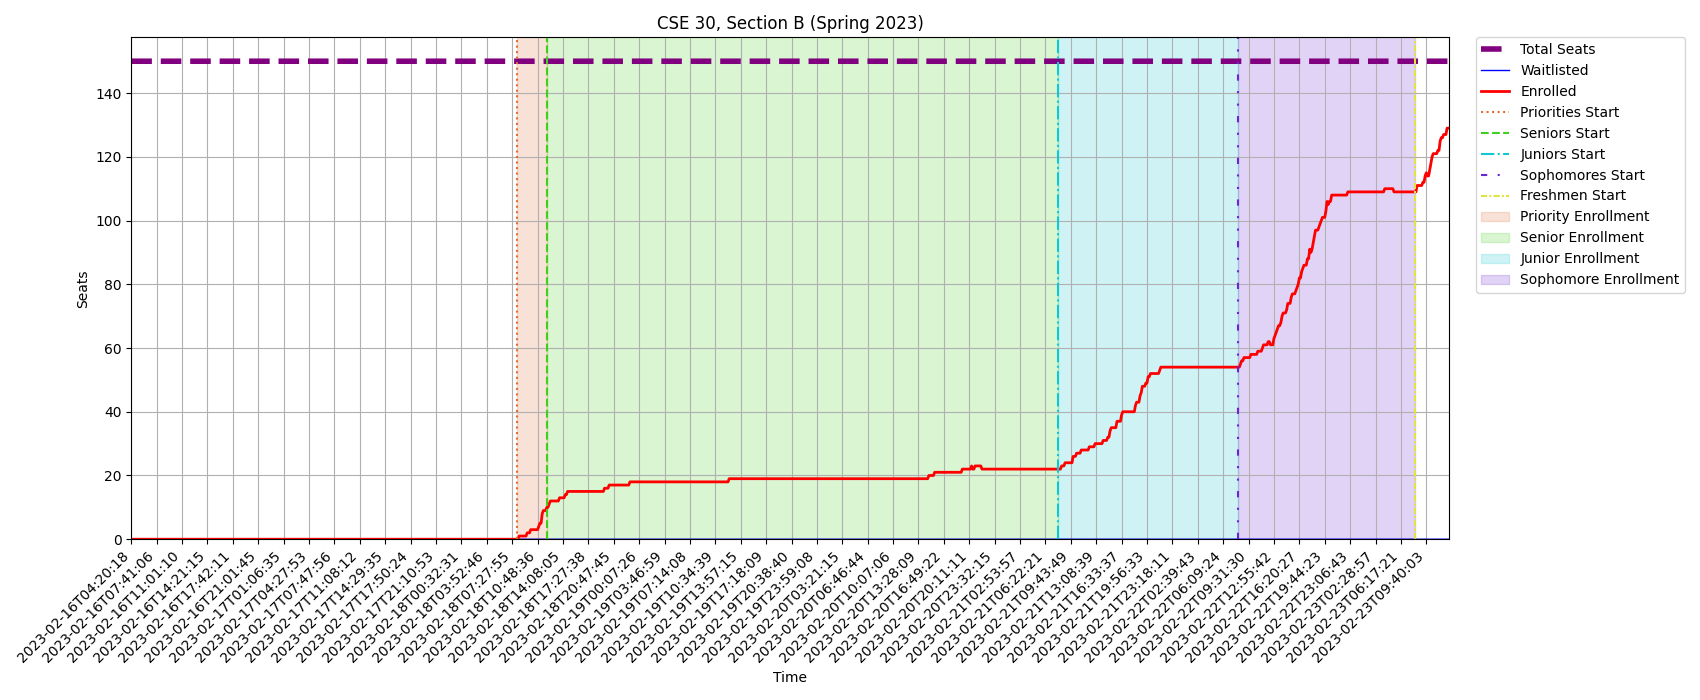 CSE 30, Section B (Spring 2023)
Seats
140
120
100
80
60
40
20
0
2023-02-16T04:20:18
2023-02-16T07:41:06
2023-02-16T11:01:10
2023-02-16T14:21:15
2023-02-16T17:42:11
2023-02-16T21:01:45
2023-02-17T01:06:35
2023-02-17T04:27:53
2023-02-17T07:47:56
2023-02-17T11:08:12
2023-02-17T14:29:35
2023-02-17T17:50:24
2023-02-17T21:10:53
2023-02-18T00:32:31
2023-02-18T03:52:46
2023-02-18T07:27:55
2023-02-18T10:48:36
2023-02-18T14:08:05
2023-02-18T17:27:38
2023-02-18T20:47:45
2023-02-19T00:07:26
2023-02-19T03:46:59
2023-02-19T07:14:08
2023-02-19T10:34:39
2023-02-19T13:57:15
2023-02-19T17:18:09
2023-02-19T20:38:40
2023-02-19T23:59:08
2023-02-20T03:21:15
2023-02-20T06:46:44
2023-02-20T10:07:06
2023-02-20T13:28:09
2023-02-20T16:49:22
2023-02-20T20:11:11
2023-02-20T23:32:15
2023-02-21T02:53:57
2023-02-21T06:22:21
2023-02-21T09:43:49
2023-02-21T13:08:39
2023-02-21T16:33:37
2023-02-21T19:56:33
2023-02-21T23:18:11
2023-02-22T02:39:43
2023-02-22T06:09:24
2023-02-22T09:31:30
2023-02-22T12:55:42
2023-02-22T16:20:27
2023-02-22T19:44:23
2023-02-22T23:06:43
2023-02-23T02:28:57
2023-02-23T06:17:21
2023-02-23T09:40:03
Time
Total Seats
Waitlisted
Enrolled
Priorities Start
Seniors Start
Juniors Start
Sophomores Start
Freshmen Start
Priority Enrollment
Senior Enrollment
Junior Enrollment
Sophomore Enrollment